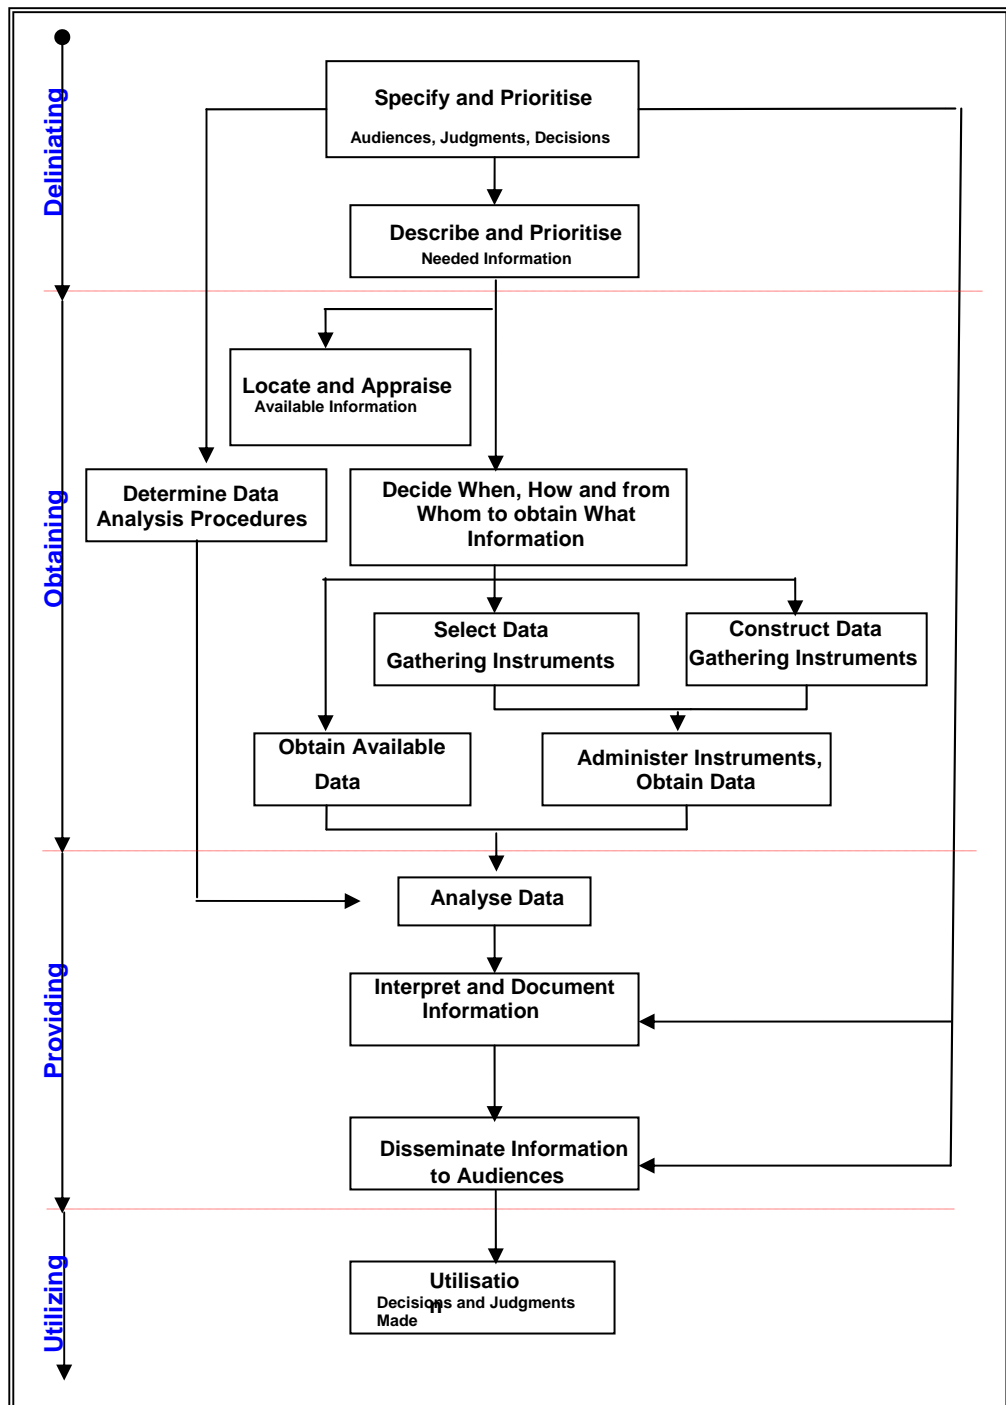 Deliniating
Specify and Prioritise
Audiences, Judgments, Decisions
Describe and Prioritise
Needed Information
Obtaining
Locate and Appraise
Available Information
Determine Data
Analysis Procedures
Decide When, How and from
Whom to obtain What
Information
Select Data
Gathering Instruments
Construct Data
Gathering Instruments
Obtain Available
Data
Administer Instruments,
Obtain Data
Providing
Analyse Data
Interpret and Document
Information
Disseminate Information
to Audiences
Utilizing
Utilisatio
n
Decisions and Judgments
Made